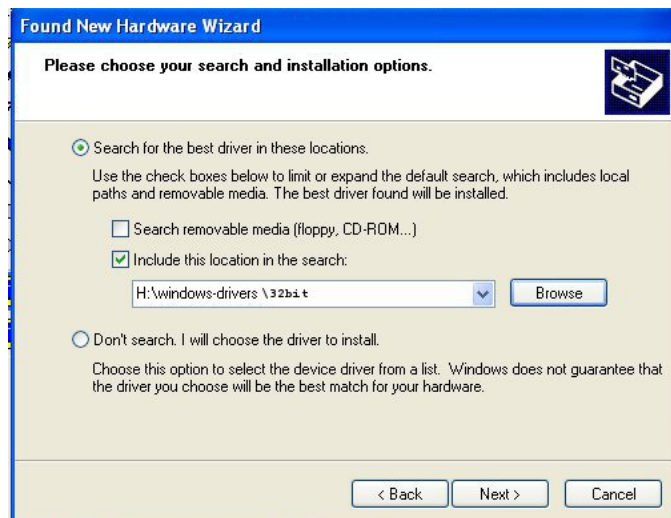 Found New Hardware Wizard
Please choose your search and installation options.
Search for the best driver in these locations.
Use the check boxes below to limit or expand the default search, which includes local
paths and removable media. The best driver found will be installed.
Search removable media (floppy, CD-ROM...)
Include this location in the search:
H:\windows-drivers \32bit
Browse
Don't search. I will choose the driver to install.
Choose this option to select the device driver from a list. Windows does not guarantee that
the driver you choose will be the best match for your hardware.
< Back
Next >
Cancel